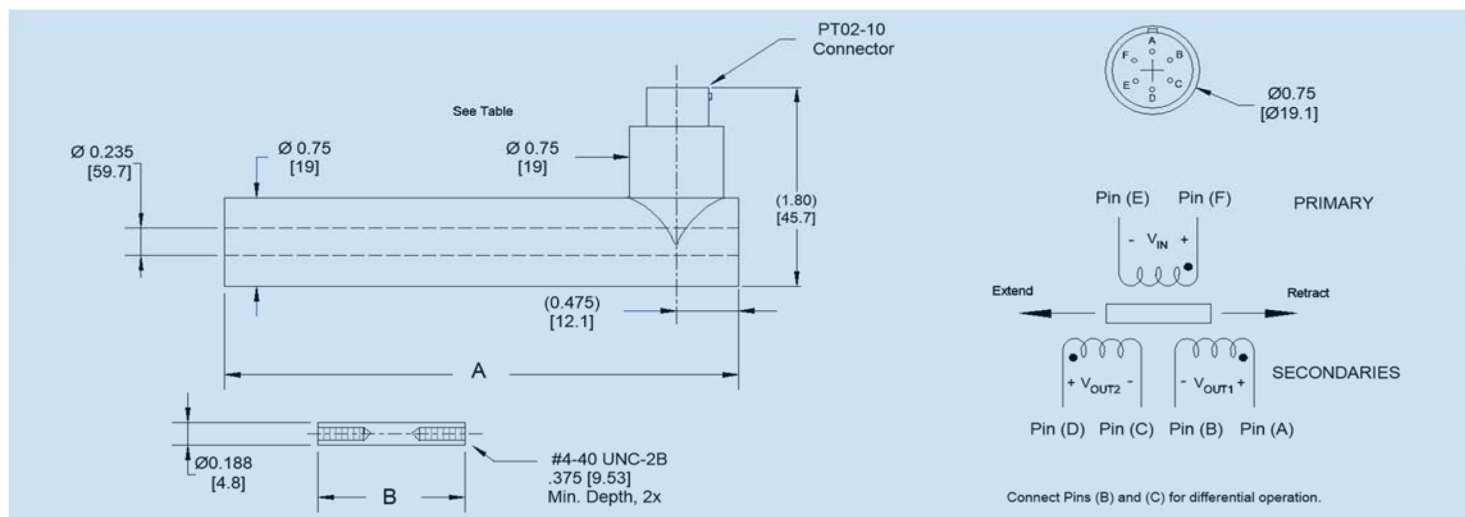 PT02-10
Connector
See Table
Ø 0.235
[59.7]
Ø 0.75
[19]
Ø 0.75
[19]
(1.80)
[45.7]
(0.475)
[12.1]
A
Ø0.188
[4.8]
B
#4-40 UNC-2B
.375 [9.53]
Min. Depth, 2x
A
B
C
D
E
F
Ø0.75
[Ø19.1]
Pin (E) Pin (F)
PRIMARY
- VIN +
Extend
Retract
+ VOUT2 -
- VOUT1 +
SECONDARIES
Pin (D) Pin (C) Pin (B) Pin (A)
Connect Pins (B) and (C) for differential operation.